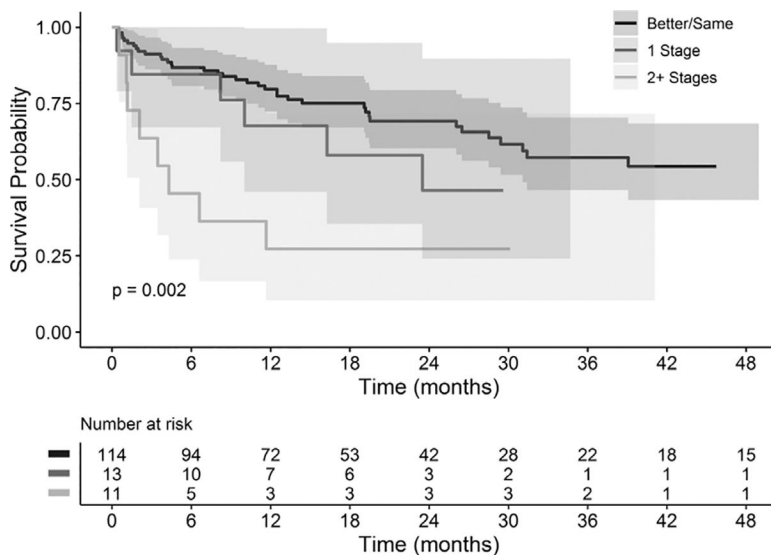 1.00
0.75
0.50
0.25
0.00
Survival Probability
Better/Same
1 Stage
2+ Stages
p = 0.002
0 6 12 18 24 30 36 42 48
Time (months)
Number at risk
114 94 72 53 42 28 22 18 15
13 10 7 6 3 2 1 1 1
11 5 3 3 3 3 2 1 1
0 6 12 18 24 30 36 42 48
Time (months)